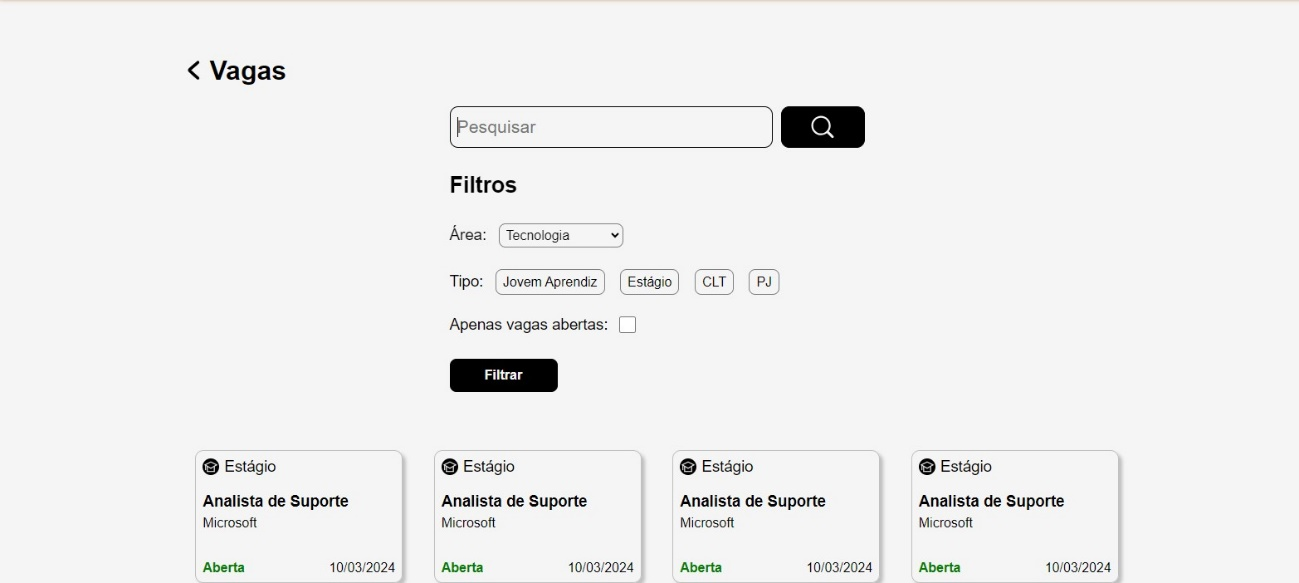 Vagas
Pesquisar
Filtros
Área: Tecnologia
Tipo: Jovem Aprendiz Estágio CLT PJ
Apenas vagas abertas:
Filtrar
Estágio
Analista de Suporte
Microsoft
Aberta 10/03/2024
Estágio
Analista de Suporte
Microsoft
Aberta 10/03/2024
Estágio
Analista de Suporte
Microsoft
Aberta 10/03/2024
Estágio
Analista de Suporte
Microsoft
Aberta 10/03/2024